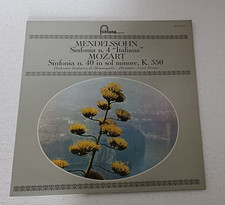 fontana
MENDELSSOHN
Sinfonia n. 4 "Italiana"
MOZART
Sinfonia n. 40 in sol minore, K. 550